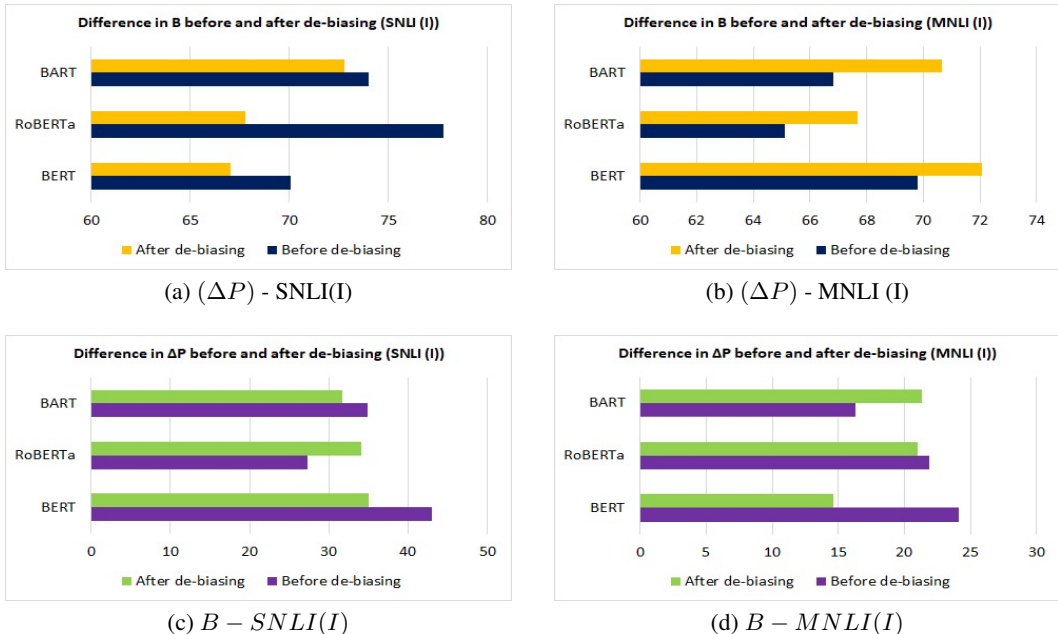 Difference in B before and after de-biasing (SNLI (I))
BART
RoBERTa
BERT
60 65 70 75 80
After de-biasing Before de-biasing
(a) (ΔP) - SNLI(I)
Difference in B before and after de-biasing (MNLI (I))
BART
RoBERTa
BERT
60 62 64 66 68 70 72 74
After de-biasing Before de-biasing
(b) (ΔP) - MNLI (I)
Difference in ΔP before and after de-biasing (SNLI (I))
BART
RoBERTa
BERT
0 10 20 30 40 50
After de-biasing Before de-biasing
(c) B − SNLI(I)
Difference in ΔP before and after de-biasing (MNLI (I))
BART
RoBERTa
BERT
0 5 10 15 20 25 30
After de-biasing Before de-biasing
(d) B − MNLI(I)